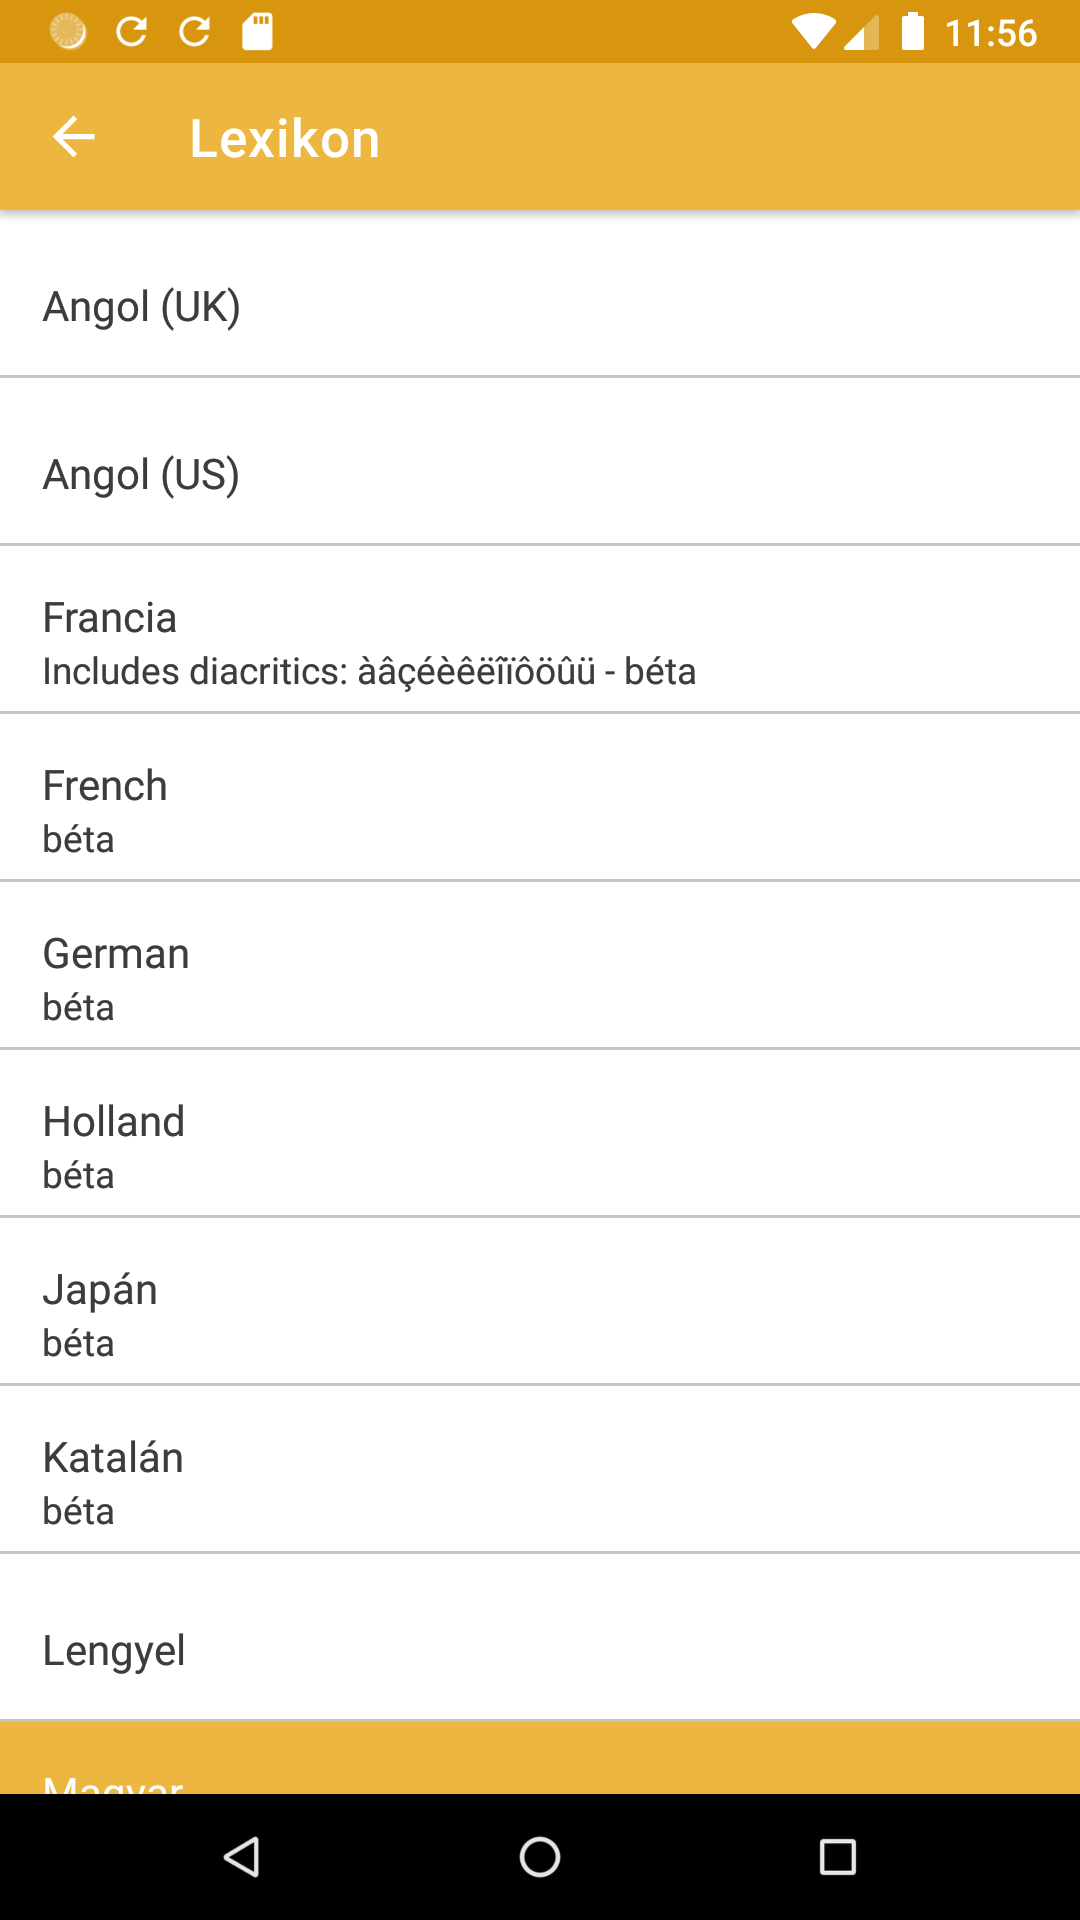 11:56
Lexikon
Angol (UK)
Angol (US)
Francia
Includes diacritics: àâçéèêëîïôöûü - béta
French
béta
German
béta
Holland
béta
Japán
béta
Katalán
béta
Lengyel
Magyar